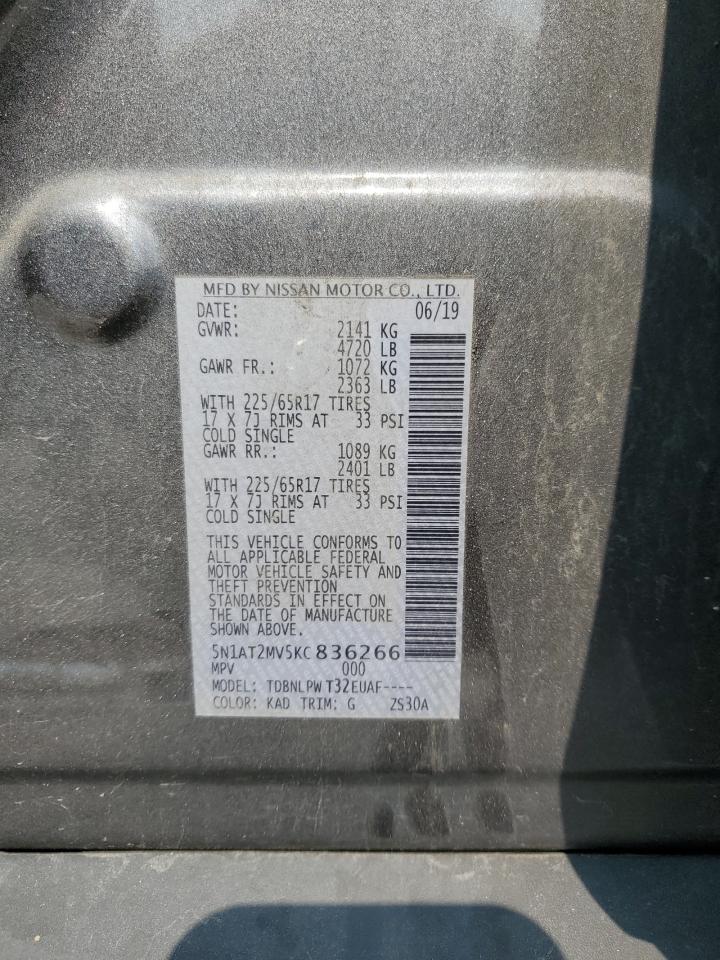 MFD BY NISSAN MOTOR CO., LTD.
DATE: 06/19
GVWR: 2141 KG
4720 LB
GAWR FR.: 1072 KG
2363 LB
WITH 225/65R17 TIRES
17 X 7J RIMS AT 33 PSI
COLD SINGLE
GAWR RR.: 1089 KG
2401 LB
WITH 225/65R17 TIRES
17 X 7J RIMS AT 33 PSI
COLD SINGLE
THIS VEHICLE CONFORMS TO
ALL APPLICABLE FEDERAL
MOTOR VEHICLE SAFETY AND
THEFT PREVENTION
STANDARDS IN EFFECT ON
THE DATE OF MANUFACTURE
SHOWN ABOVE.
5N1AT2MV5KC836266
MPV 000
MODEL: TDBNLPW T32EUAF----
COLOR: KAD TRIM: G ZS30A